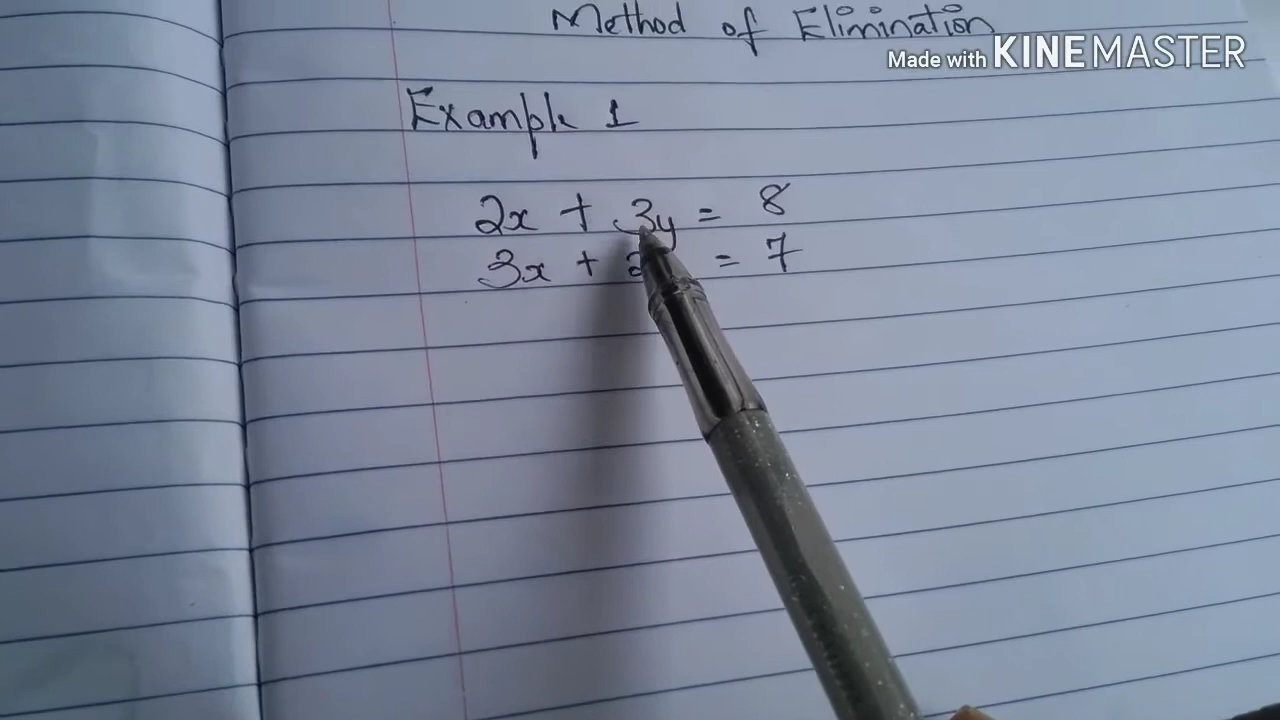 Method of Elimination
Made with KINEMASTER
Example 1
2x + 3y = 8
3x + 2 = 7